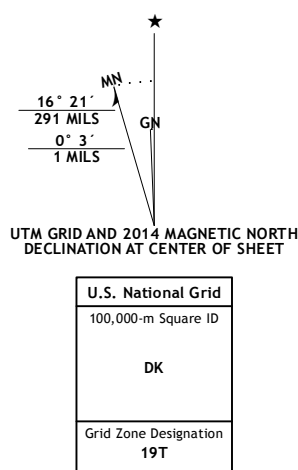 ★
MN
GN
16° 21´
291 MILS
0° 3´
1 MILS
UTM GRID AND 2014 MAGNETIC NORTH
DECLINATION AT CENTER OF SHEET
U.S. National Grid
100,000-m Square ID
DK
Grid Zone Designation
19T